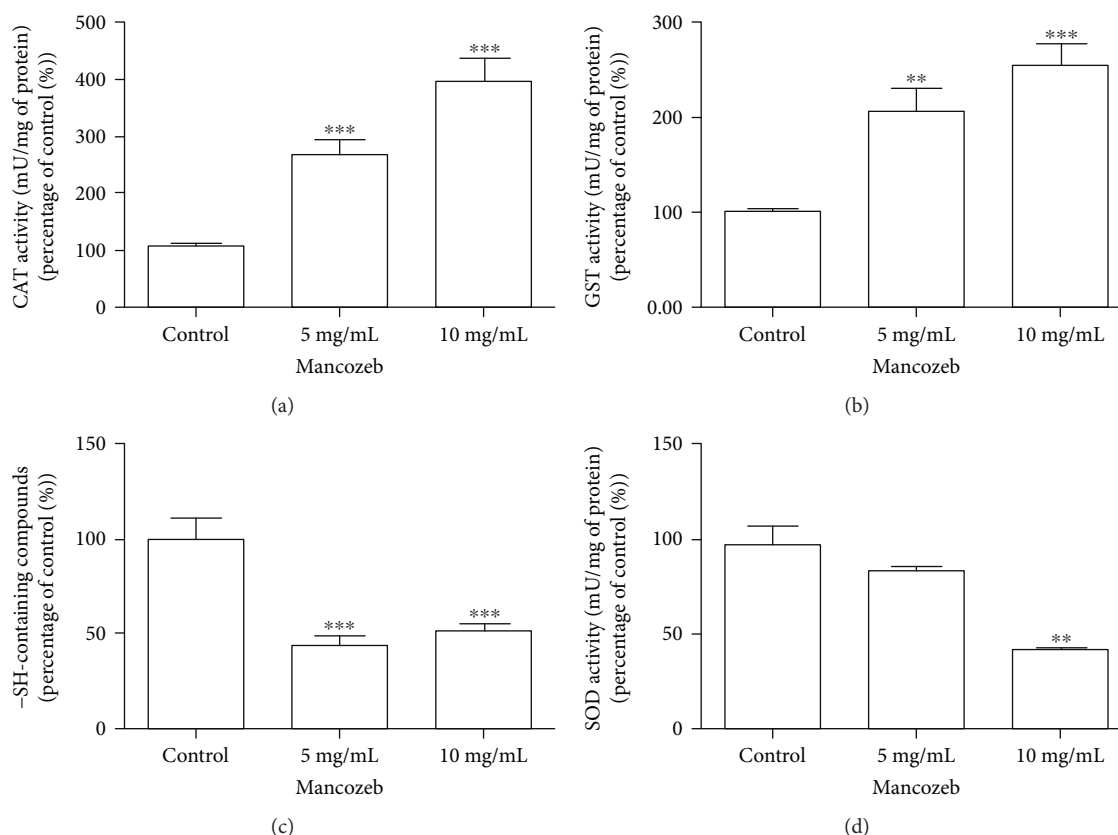 CAT activity (mU/mg of protein)
(percentage of control (%))
500
400
300
200
100
0
***
***
Control
5 mg/mL
10 mg/mL
Mancozeb
(a)
GST activity (mU/mg of protein)
(percentage of control (%))
300
200
100
0.00
**
***
Control
5 mg/mL
10 mg/mL
Mancozeb
(b)
–SH-containing compounds
(percentage of control (%))
150
100
50
0
***
***
Control
5 mg/mL
10 mg/mL
Mancozeb
(c)
SOD activity (mU/mg of protein)
(percentage of control (%))
150
100
50
0
**
Control
5 mg/mL
10 mg/mL
Mancozeb
(d)